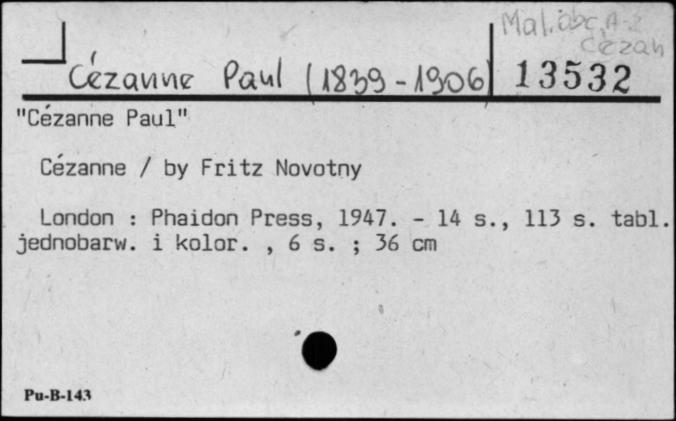 Mal. obc. A-Z
Cézan
Cézanne Paul (1839-1906) 13532
"Cézanne Paul"
Cézanne / by Fritz Novotny
London : Phaidon Press, 1947. - 14 s., 113 s. tabl.
jednobarw. i kolor. , 6 s. ; 36 cm
Pu-B-143